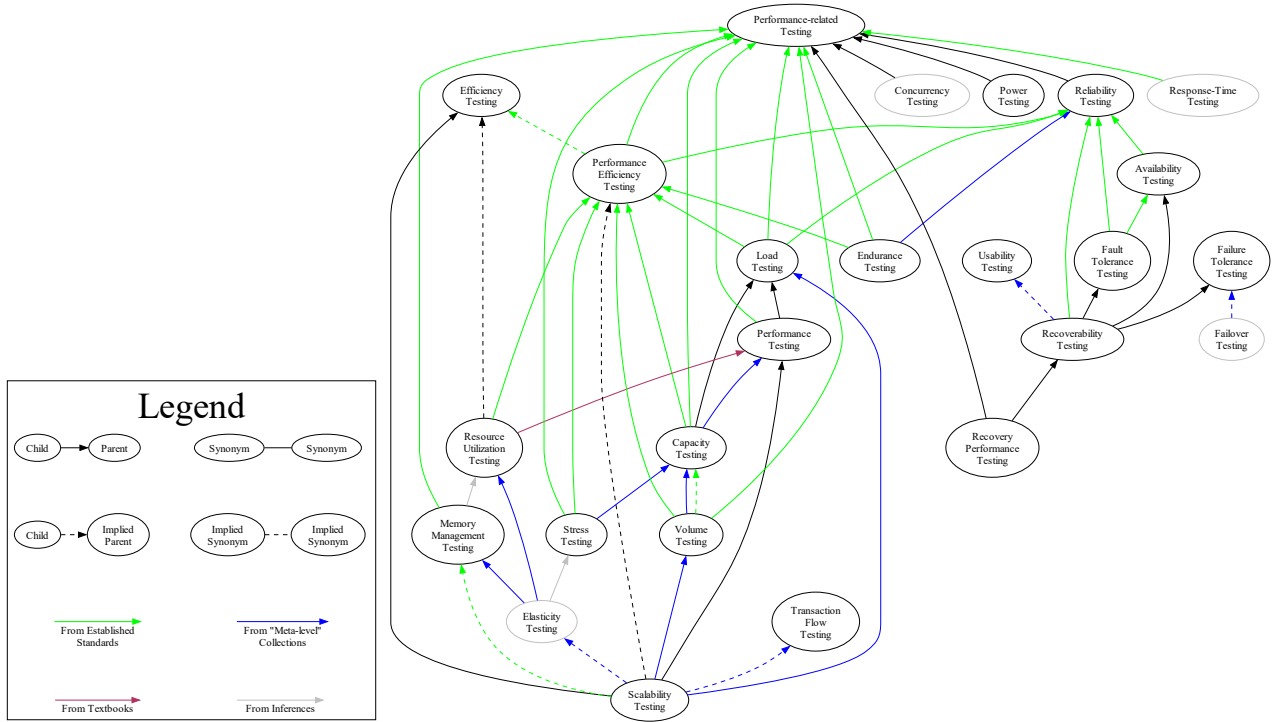 Performance-related
Testing
Efficiency
Testing
Concurrency
Testing
Power
Testing
Reliability
Testing
Response-Time
Testing
Performance
Efficiency
Testing
Availability
Testing
Load
Testing
Endurance
Testing
Usability
Testing
Fault
Tolerance
Testing
Failure
Tolerance
Testing
Performance
Testing
Recoverability
Testing
Failover
Testing
Legend
Child
Parent
Synonym
Synonym
Resource
Utilization
Testing
Capacity
Testing
Recovery
Performance
Testing
Child
Implied
Parent
Implied
Synonym
Implied
Synonym
Memory
Management
Testing
Stress
Testing
Volume
Testing
From Established
Standards
From "Meta-level"
Collections
Elasticity
Testing
Transaction
Flow
Testing
From Textbooks
From Inferences
Scalability
Testing